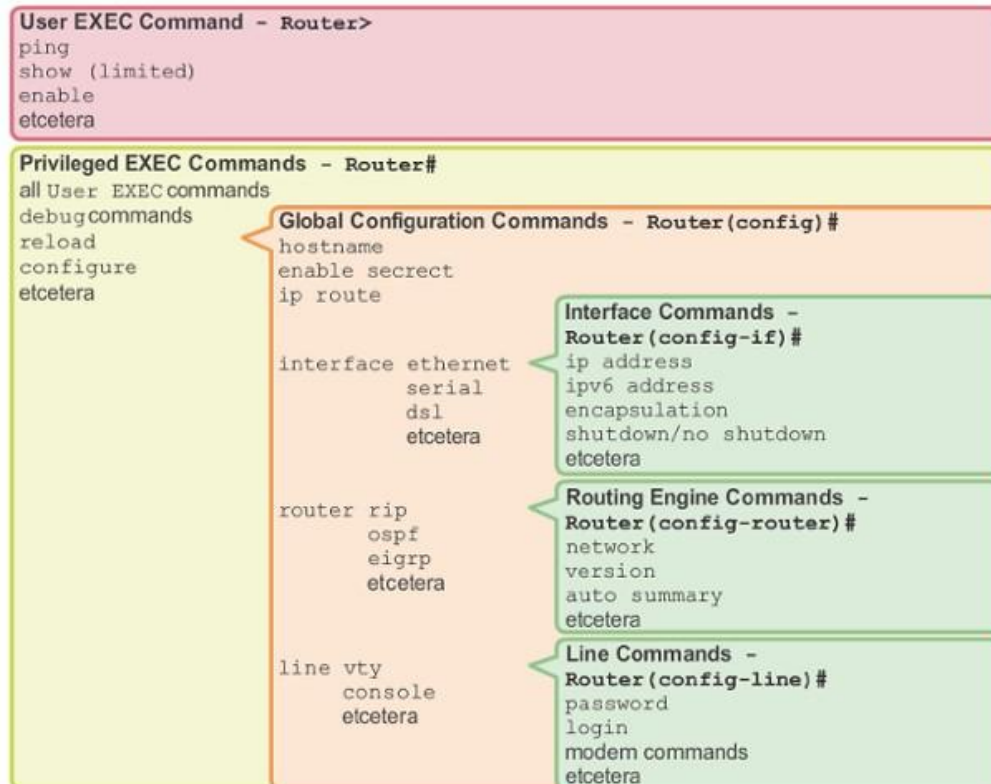 User EXEC Command – Router>
ping
show (limited)
enable
etcetera
Privileged EXEC Commands – Router#
all User EXEC commands
debug commands
reload
configure
etcetera
Global Configuration Commands – Router(config)#
hostname
enable secrect
ip route
interface ethernet
serial
dsl
etcetera
Interface Commands –
Router(config-if)#
ip address
ipv6 address
encapsulation
shutdown/no shutdown
etcetera
router rip
ospf
eigrp
etcetera
Routing Engine Commands –
Router(config-router)#
network
version
auto summary
etcetera
line vty
console
etcetera
Line Commands –
Router(config-line)#
password
login
modem commands
etcetera